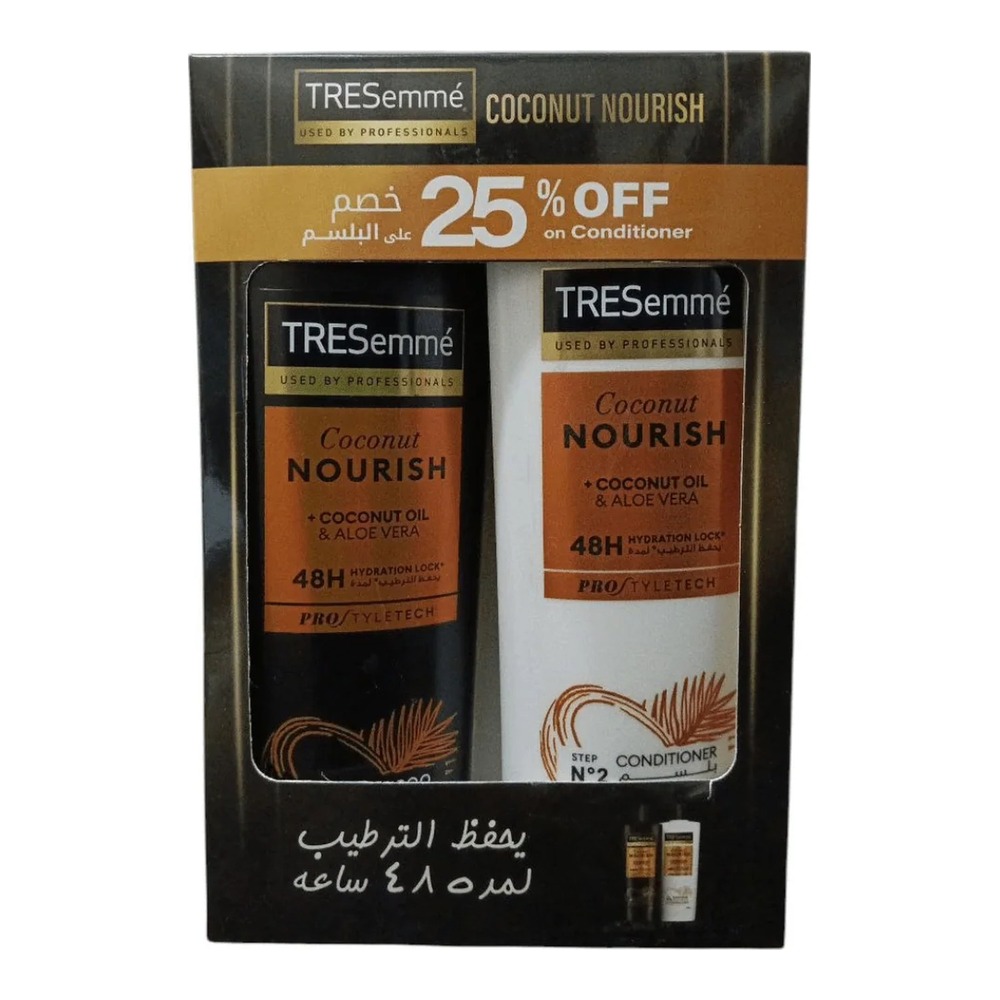 TRESemmé
USED BY PROFESSIONALS
COCONUT NOURISH
خصم 25% OFF
على البلسم on Conditioner
TRESemmé
USED BY PROFESSIONALS
Coconut
NOURISH
+ COCONUT OIL
& ALOE VERA
48H HYDRATION LOCK*
يحفظ الترطيب* لمدة
PRO/STYLETECH
TRESemmé
USED BY PROFESSIONALS
Coconut
NOURISH
+ COCONUT OIL
& ALOE VERA
48H HYDRATION LOCK*
يحفظ الترطيب* لمدة
PRO/STYLETECH
STEP
Nº2
CONDITIONER
بلسم
يحفظ الترطيب
لمدة ٤٨ ساعه